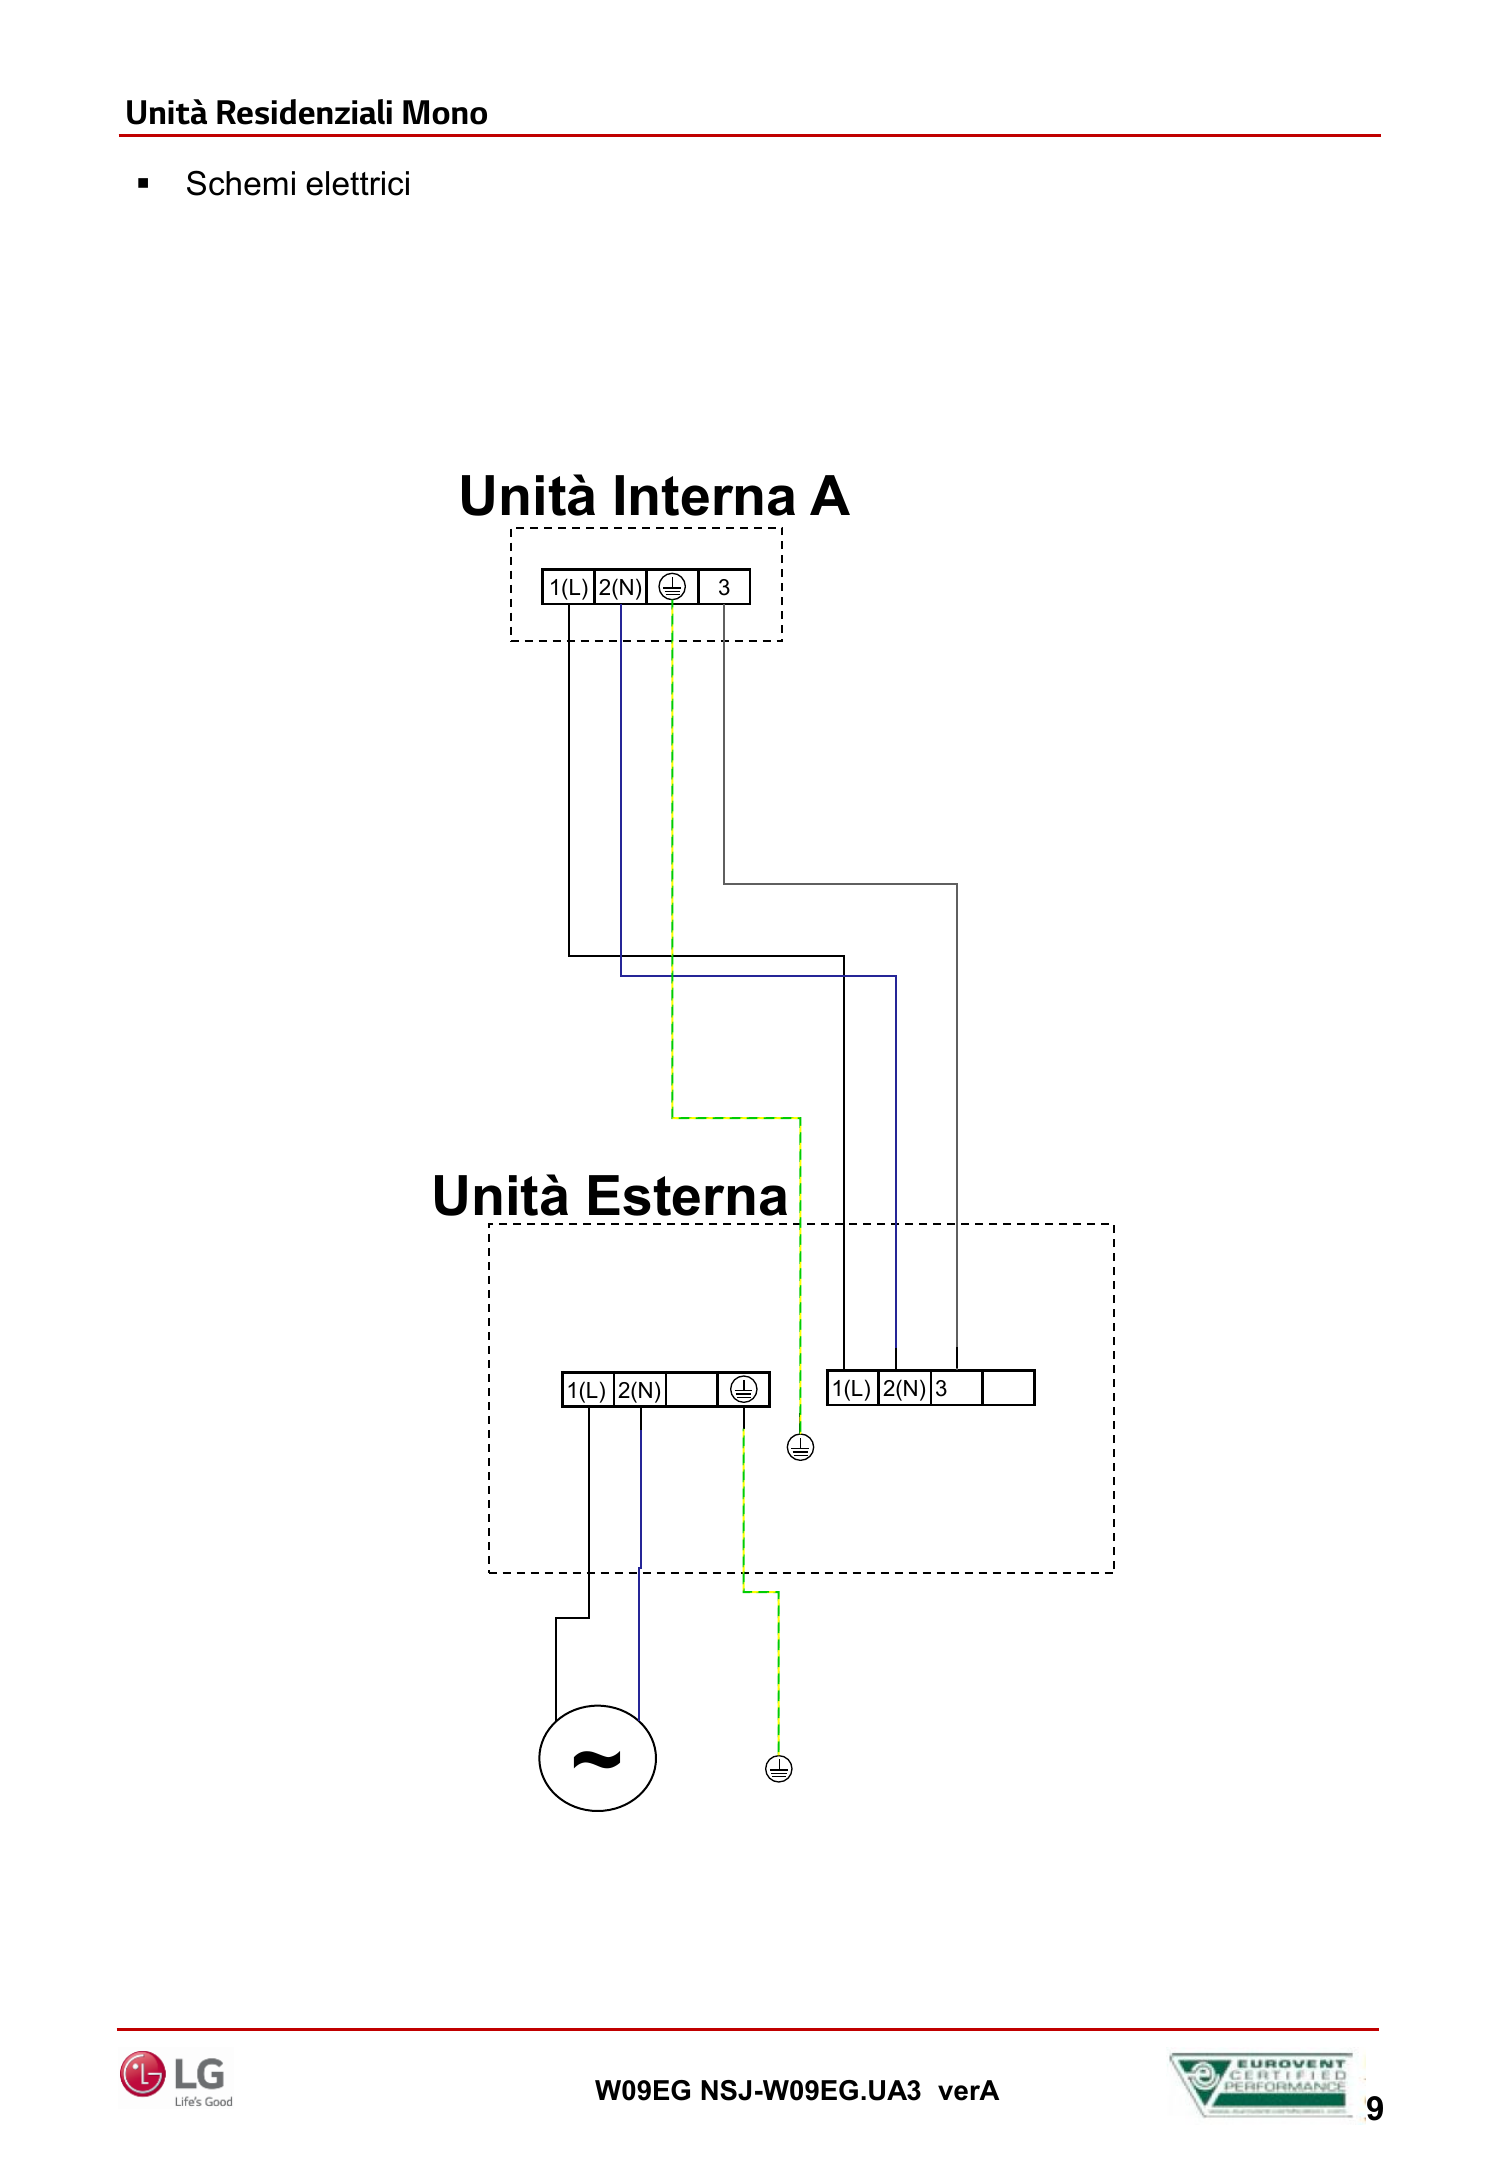 Unità Residenziali Mono
▪ Schemi elettrici
Unità Interna A
1(L) 2(N) 3
Unità Esterna
1(L) 2(N)
1(L) 2(N) 3
~
LG
Life's Good
W09EG NSJ-W09EG.UA3 verA
EUROVENT
CERTIFIED
PERFORMANCE
9